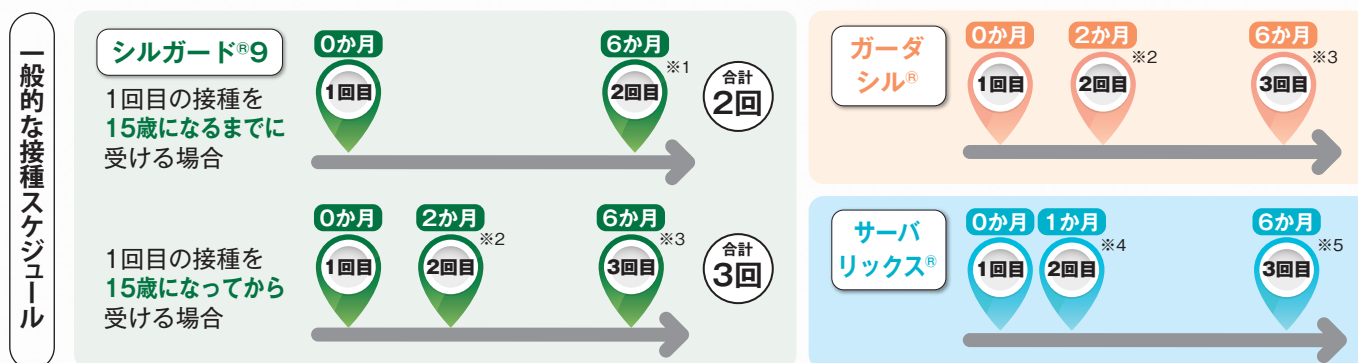 一般的な接種スケジュール
シルガード®9
1回目の接種を
15歳になるまでに
受ける場合
0か月
6か月
1回目
2回目
※1
合計
2回
1回目の接種を
15歳になってから
受ける場合
0か月
2か月
6か月
1回目
2回目
※2
3回目
※3
合計
3回
ガーダ
シル®
0か月
2か月
6か月
1回目
2回目
※2
3回目
※3
サーバ
リックス®
0か月
1か月
6か月
1回目
2回目
※4
3回目
※5